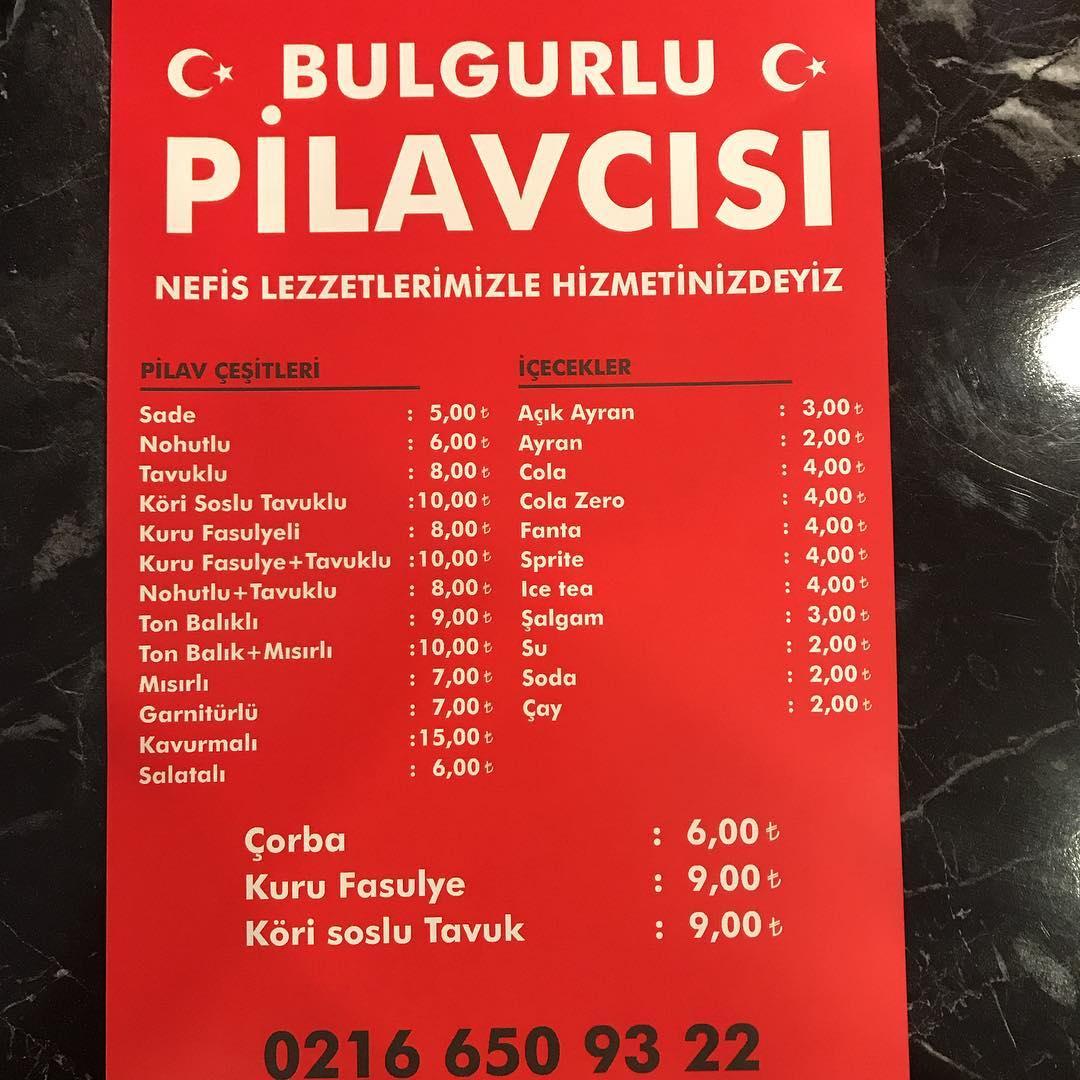 BULGURLU
PİLAVCISI
NEFİS LEZZETLERİMİZLE HİZMETİNİZDEYİZ
PİLAV ÇEŞİTLERİ
Sade : 5,00 ₺
Nohutlu : 6,00 ₺
Tavuklu : 8,00 ₺
Köri Soslu Tavuklu :10,00 ₺
Kuru Fasulyeli : 8,00 ₺
Kuru Fasulye+Tavuklu :10,00 ₺
Nohutlu+Tavuklu : 8,00 ₺
Ton Balıklı : 9,00 ₺
Ton Balık+Mısırlı :10,00 ₺
Mısırlı : 7,00 ₺
Garnitürlü : 7,00 ₺
Kavurmalı :15,00 ₺
Salatalı : 6,00 ₺
İÇECEKLER
Açık Ayran : 3,00 ₺
Ayran : 2,00 ₺
Cola : 4,00 ₺
Cola Zero : 4,00 ₺
Fanta : 4,00 ₺
Sprite : 4,00 ₺
Ice tea : 4,00 ₺
Şalgam : 3,00 ₺
Su : 2,00 ₺
Soda : 2,00 ₺
Çay : 2,00 ₺
Çorba : 6,00 ₺
Kuru Fasulye : 9,00 ₺
Köri soslu Tavuk : 9,00 ₺
0216 650 93 22